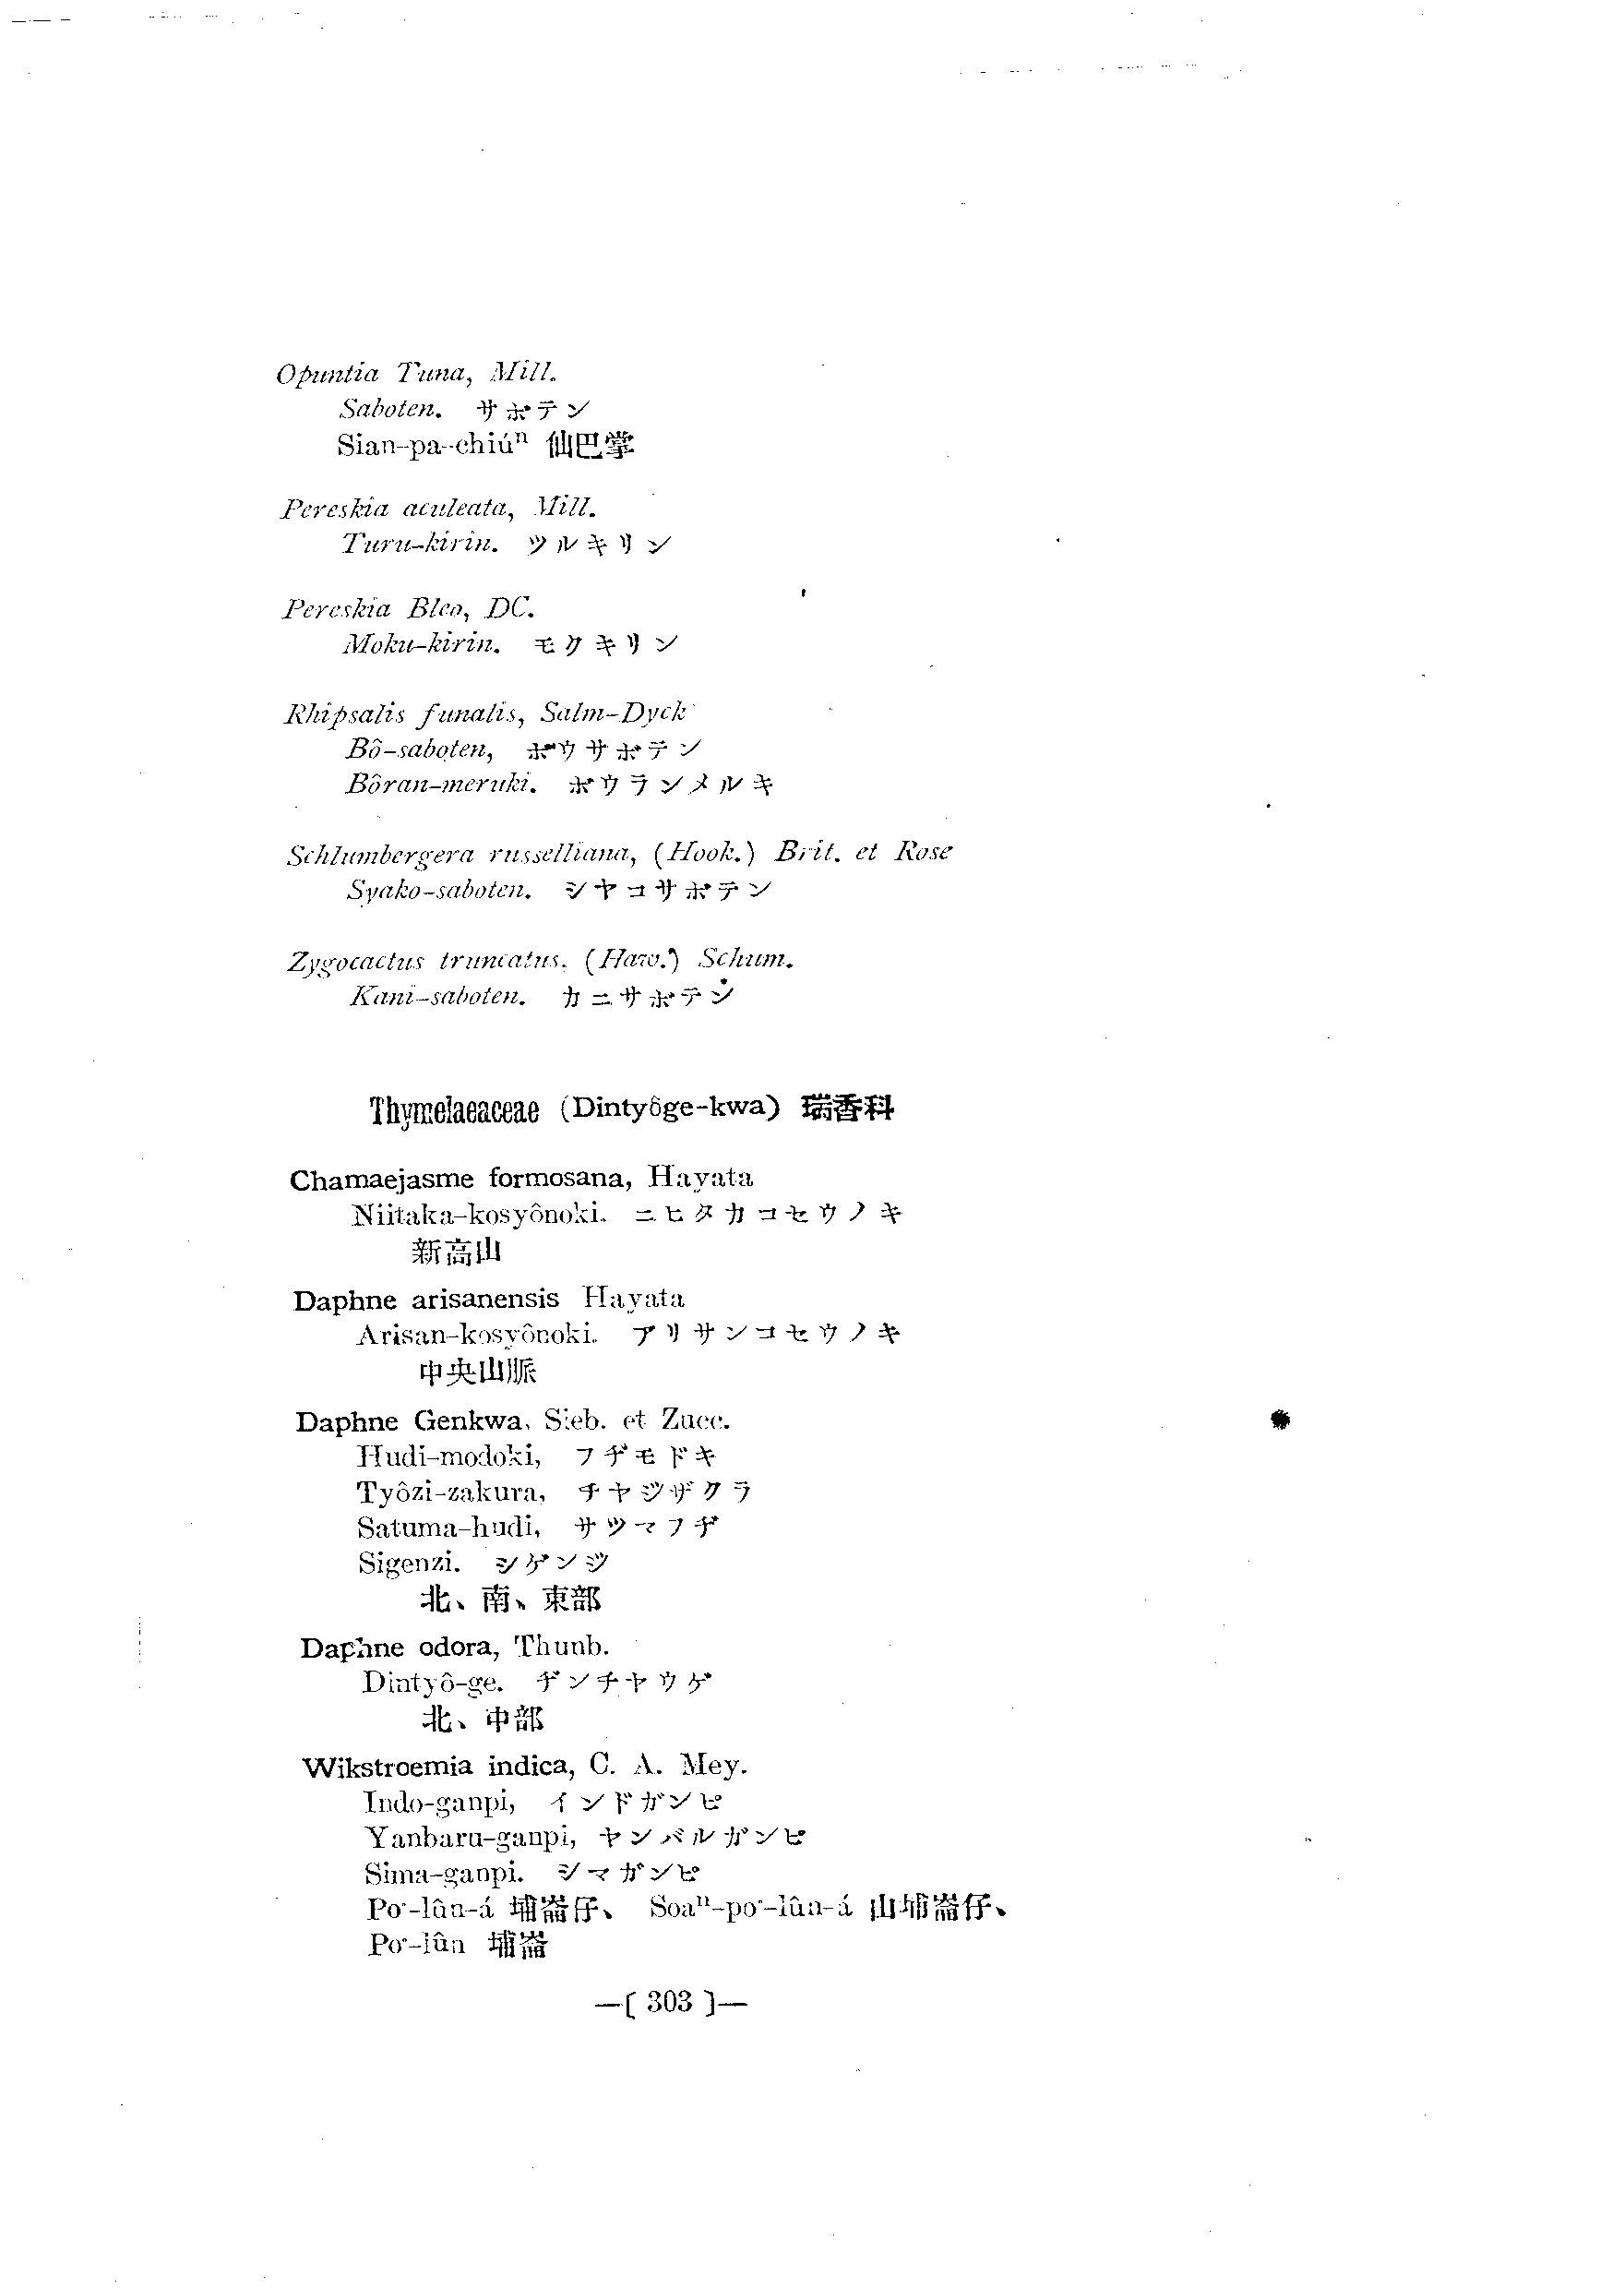 Opuntia Tuna, Mill.
Saboten. サボテン
Sian-pa-chiúⁿ 仙巴掌
Pereskia aculeata, Mill.
Turu-kirin. ツルキリン
Pereskia Bleo, DC.
Moku-kirin. モクキリン
Rhipsalis funalis, Salm-Dyck
Bô-saboten, ボウサボテン
Bôran-meruki. ボウランメルキ
Schlumbergera russelliana, (Hook.) Brit. et Rose
Syako-saboten. シヤコサボテン
Zygocactus truncatus. (Haw.) Schum.
Kani-saboten. カニサボテン
Thymelaeaceae (Dintyôge-kwa) 瑞香科
Chamaejasme formosana, Hayata
Niitaka-kosyônoki. ニヒタカコセウノキ
新高山
Daphne arisanensis Hayata
Arisan-kosyônoki. アリサンコセウノキ
中央山脈
Daphne Genkwa, Sieb. et Zucc.
Hudi-modoki, フヂモドキ
Tyôzi-zakura, チヤジザクラ
Satuma-hudi, サツマフヂ
Sigenzi. シゲンジ
北、南、東部
Daphne odora, Thunb.
Dintyô-ge. ヂンチヤウゲ
北、中部
Wikstroemia indica, C. A. Mey.
Indo-ganpi, インドガンピ
Yanbaru-ganpi, ヤンバルガンピ
Sima-ganpi. シマガンピ
Po·-lûn-á 埔崙仔、 Soaⁿ-po·-lûn-á 山埔崙仔、
Po·-lûn 埔崙
—[ 303 ]—